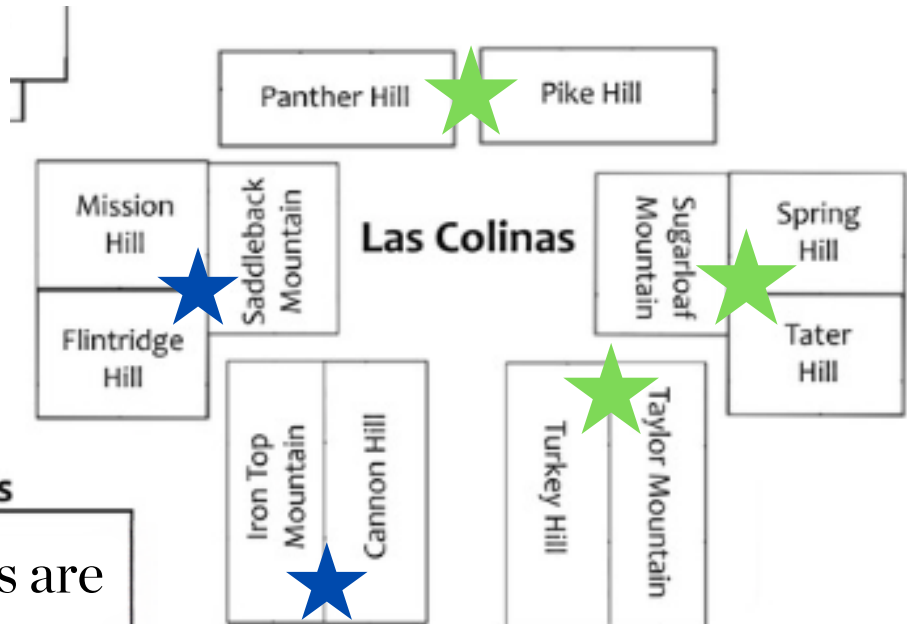 Panther Hill
Pike Hill
Mission
Hill
Saddleback
Mountain
Las Colinas
Sugarloaf
Mountain
Spring
Hill
Flintridge
Hill
Tater
Hill
Iron Top
Mountain
Cannon Hill
Turkey Hill
Taylor Mountain
s
s are